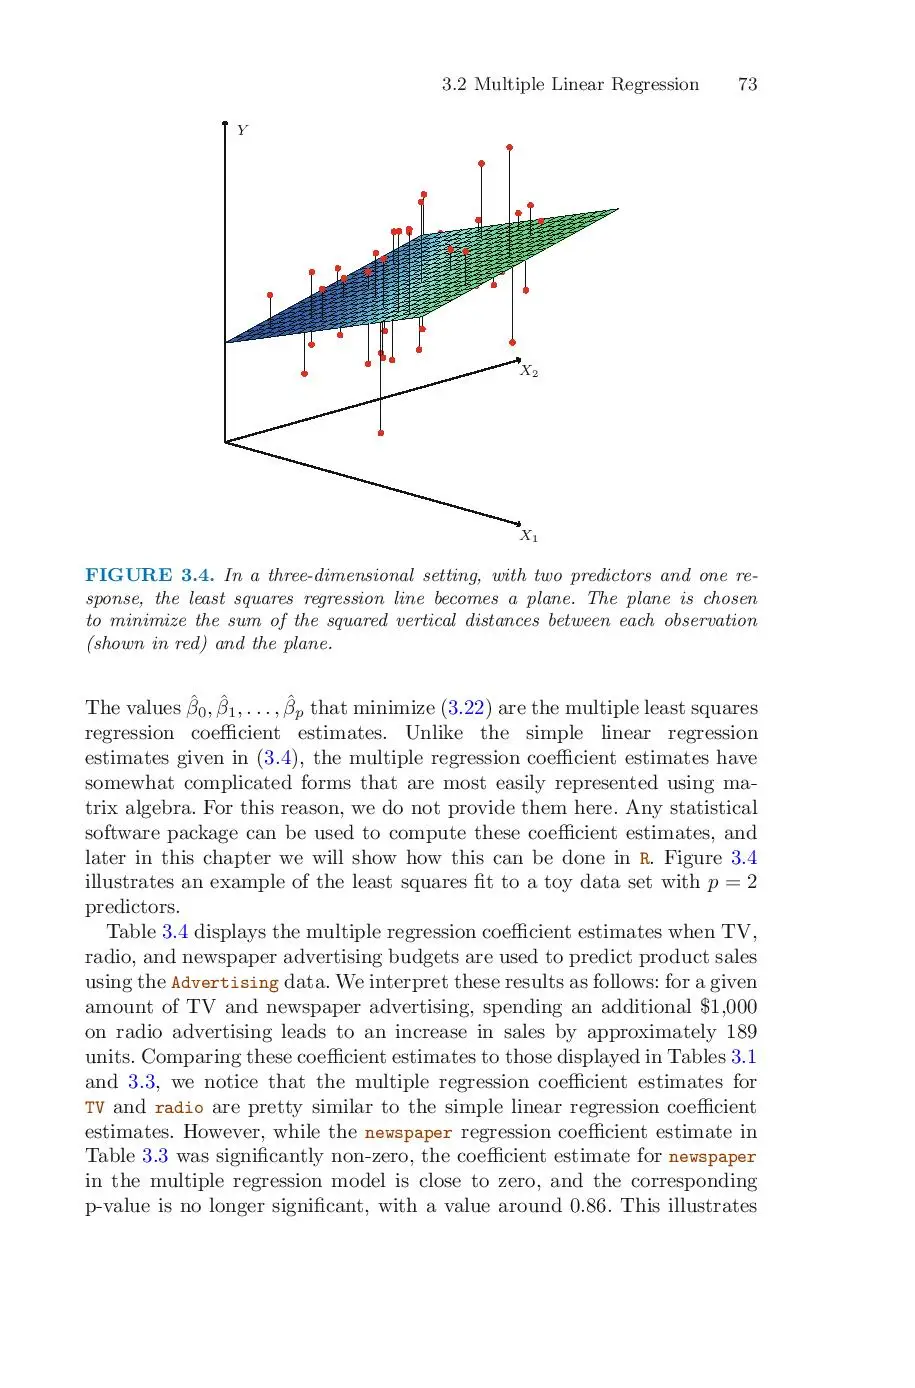 3.2 Multiple Linear Regression 73
Y
X2
X1
FIGURE 3.4. In a three-dimensional setting, with two predictors and one re-
sponse, the least squares regression line becomes a plane. The plane is chosen
to minimize the sum of the squared vertical distances between each observation
(shown in red) and the plane.
The values β̂0, β̂1, . . . , β̂p that minimize (3.22) are the multiple least squares
regression coefficient estimates. Unlike the simple linear regression
estimates given in (3.4), the multiple regression coefficient estimates have
somewhat complicated forms that are most easily represented using ma-
trix algebra. For this reason, we do not provide them here. Any statistical
software package can be used to compute these coefficient estimates, and
later in this chapter we will show how this can be done in R. Figure 3.4
illustrates an example of the least squares fit to a toy data set with p = 2
predictors.
Table 3.4 displays the multiple regression coefficient estimates when TV,
radio, and newspaper advertising budgets are used to predict product sales
using the Advertising data. We interpret these results as follows: for a given
amount of TV and newspaper advertising, spending an additional $1,000
on radio advertising leads to an increase in sales by approximately 189
units. Comparing these coefficient estimates to those displayed in Tables 3.1
and 3.3, we notice that the multiple regression coefficient estimates for
TV and radio are pretty similar to the simple linear regression coefficient
estimates. However, while the newspaper regression coefficient estimate in
Table 3.3 was significantly non-zero, the coefficient estimate for newspaper
in the multiple regression model is close to zero, and the corresponding
p-value is no longer significant, with a value around 0.86. This illustrates